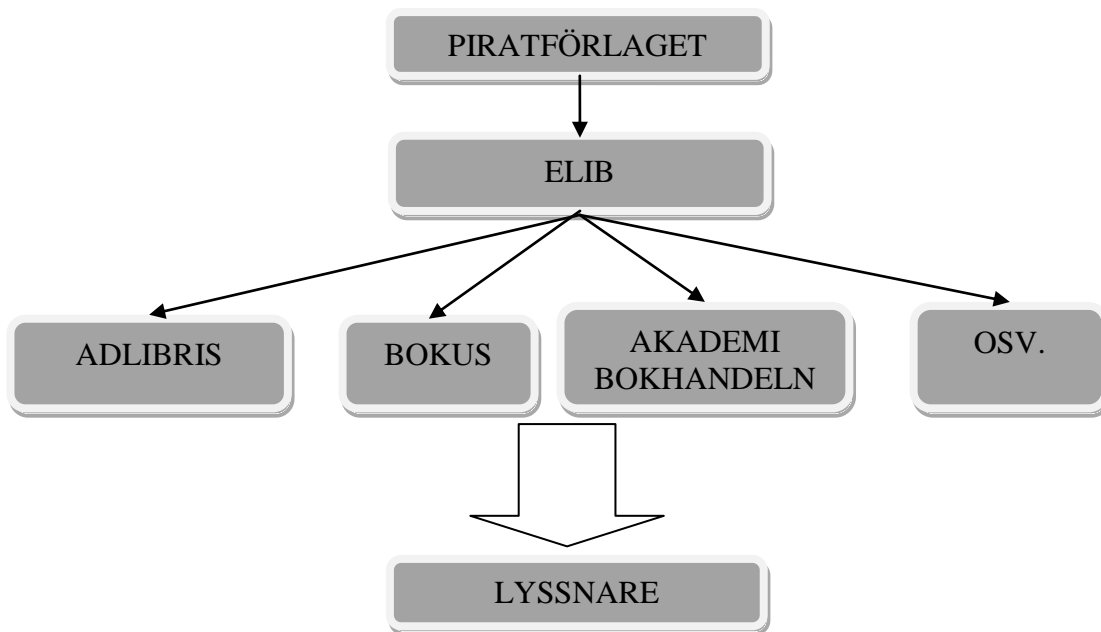 PIRATFÖRLAGET
ELIB
ADLIBRIS
BOKUS
AKADEMI
BOKHANDELN
OSV.
LYSSNARE